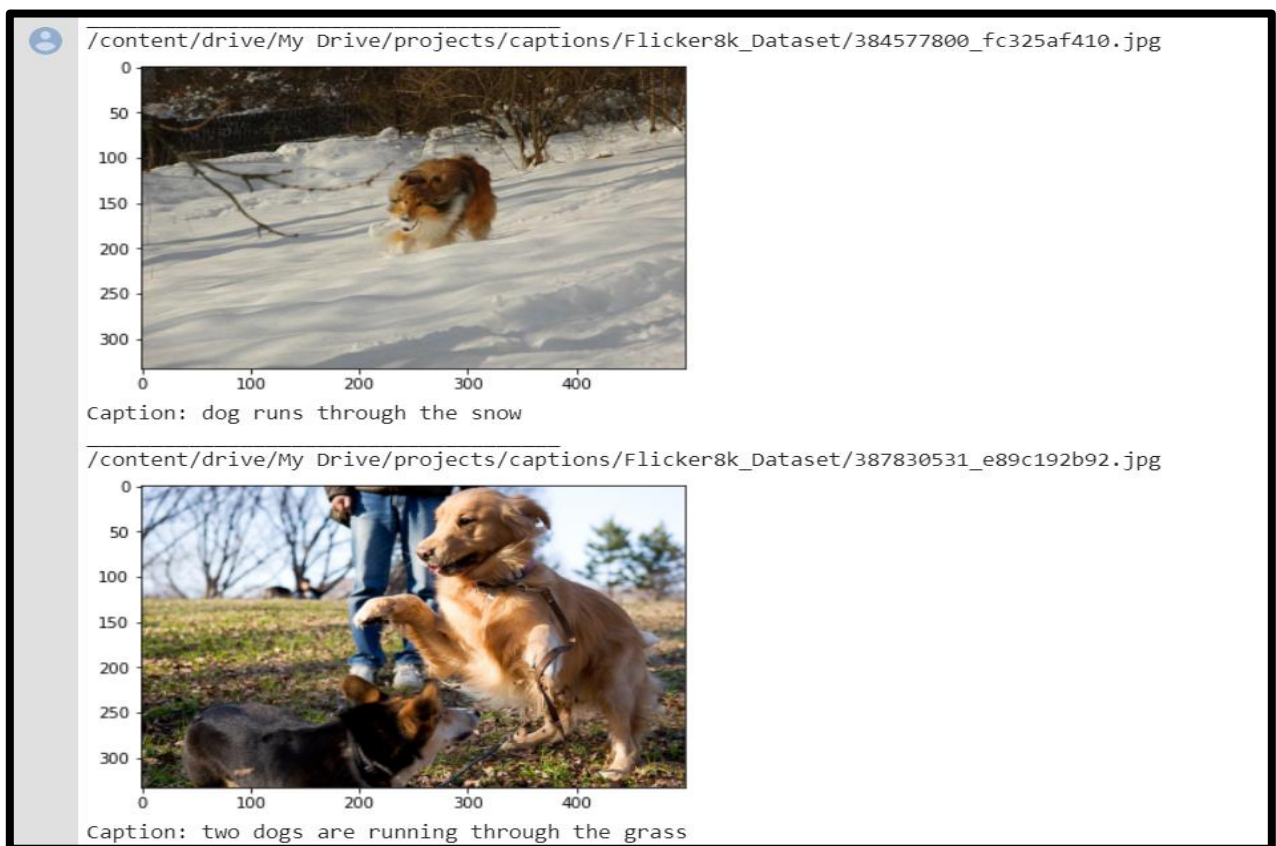 /content/drive/My Drive/projects/captions/Flicker8k_Dataset/384577800_fc325af410.jpg
0
50
100
150
200
250
300
0 100 200 300 400
Caption: dog runs through the snow
/content/drive/My Drive/projects/captions/Flicker8k_Dataset/387830531_e89c192b92.jpg
0
50
100
150
200
250
300
0 100 200 300 400
Caption: two dogs are running through the grass